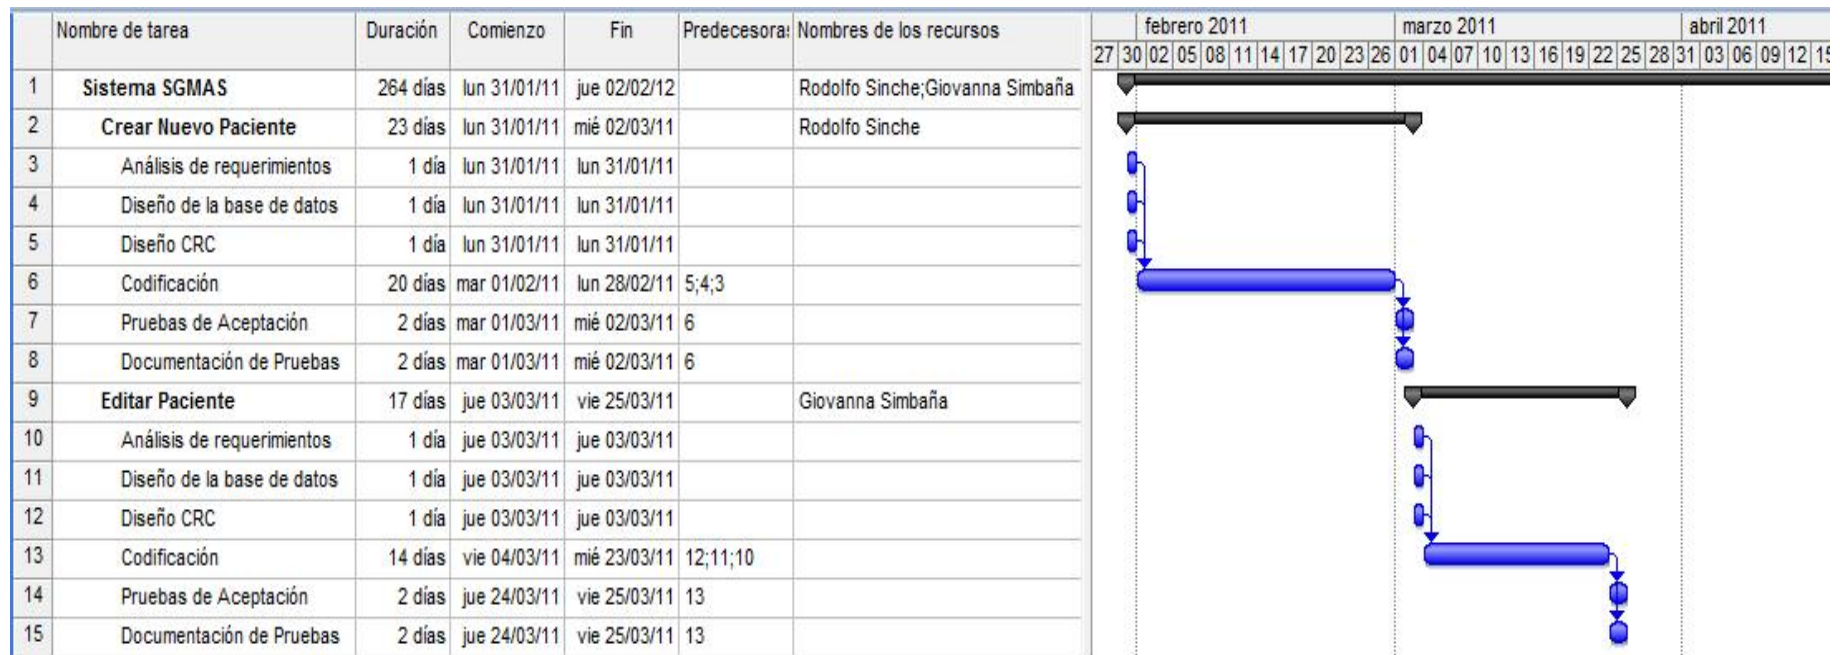 Nombre de tarea Duración Comienzo Fin Predecesoras Nombres de los recursos febrero 2011 marzo 2011 abril 2011
27 30 02 05 08 11 14 17 20 23 26 01 04 07 10 13 16 19 22 25 28 31 03 06 09 12 15
1 Sistema SGMAS 264 días lun 31/01/11 jue 02/02/12 Rodolfo Sinche;Giovanna Simbaña
2 Crear Nuevo Paciente 23 días lun 31/01/11 mié 02/03/11 Rodolfo Sinche
3 Análisis de requerimientos 1 día lun 31/01/11 lun 31/01/11
4 Diseño de la base de datos 1 día lun 31/01/11 lun 31/01/11
5 Diseño CRC 1 día lun 31/01/11 lun 31/01/11
6 Codificación 20 días mar 01/02/11 lun 28/02/11 5;4;3
7 Pruebas de Aceptación 2 días mar 01/03/11 mié 02/03/11 6
8 Documentación de Pruebas 2 días mar 01/03/11 mié 02/03/11 6
9 Editar Paciente 17 días jue 03/03/11 vie 25/03/11 Giovanna Simbaña
10 Análisis de requerimientos 1 día jue 03/03/11 jue 03/03/11
11 Diseño de la base de datos 1 día jue 03/03/11 jue 03/03/11
12 Diseño CRC 1 día jue 03/03/11 jue 03/03/11
13 Codificación 14 días vie 04/03/11 mié 23/03/11 12;11;10
14 Pruebas de Aceptación 2 días jue 24/03/11 vie 25/03/11 13
15 Documentación de Pruebas 2 días jue 24/03/11 vie 25/03/11 13